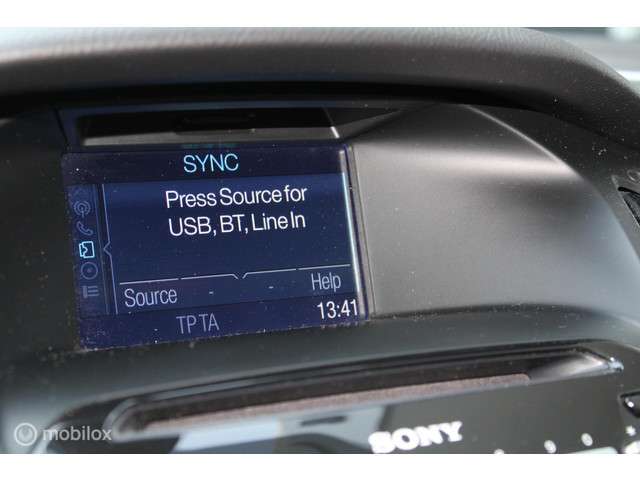 SYNC
Press Source for
USB, BT, Line In
Source - - Help
TP TA 13:41
SONY
mobilox